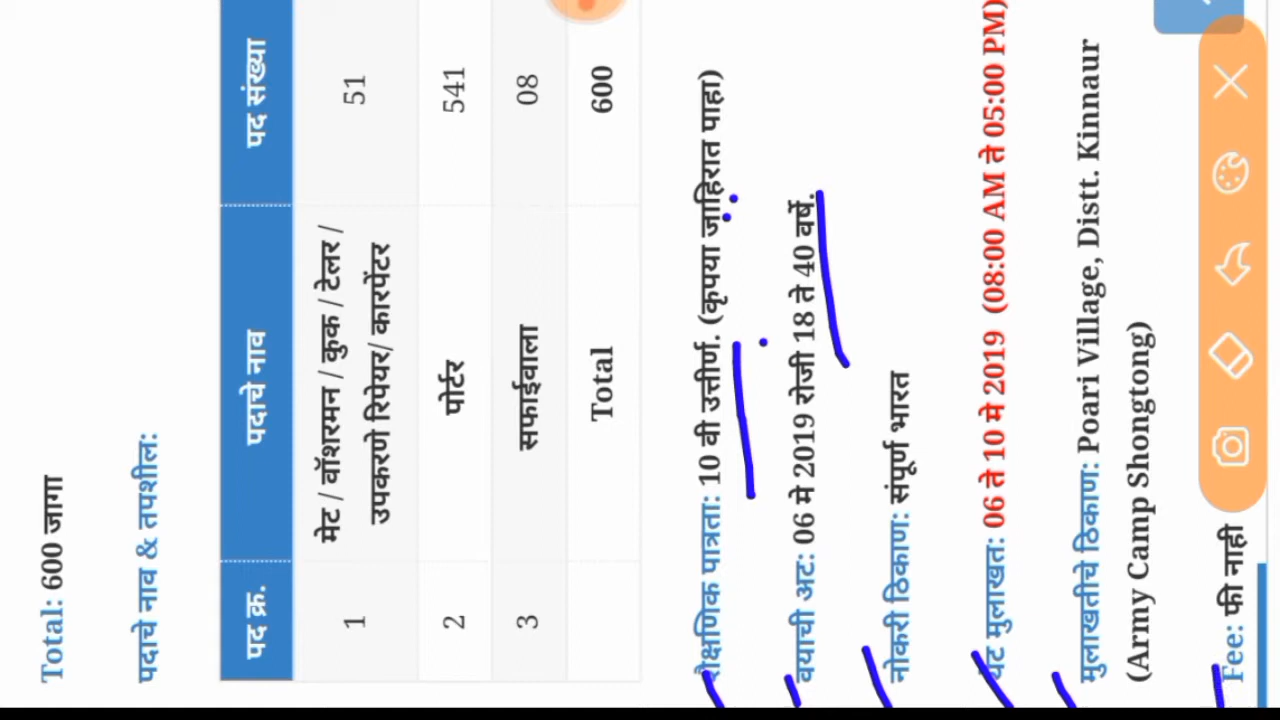 Total: 600 जागा
पदाचे नाव & तपशील:
पद क्र. पदाचे नाव पद संख्या
1 मेट / वॉशरमन / कुक / टेलर / 51
उपकरणे रिपेयर/ कारपेंटर
2 पोर्टर 541
3 सफाईवाला 08
Total 600
शैक्षणिक पात्रता: 10 वी उत्तीर्ण. (कृपया जाहिरात पाहा)
वयाची अट: 06 मे 2019 रोजी 18 ते 40 वर्षे.
नोकरी ठिकाण: संपूर्ण भारत
थेट मुलाखत: 06 ते 10 मे 2019 (08:00 AM ते 05:00 PM)
मुलाखतीचे ठिकाण: Poari Village, Distt. Kinnaur
(Army Camp Shongtong)
Fee: फी नाही